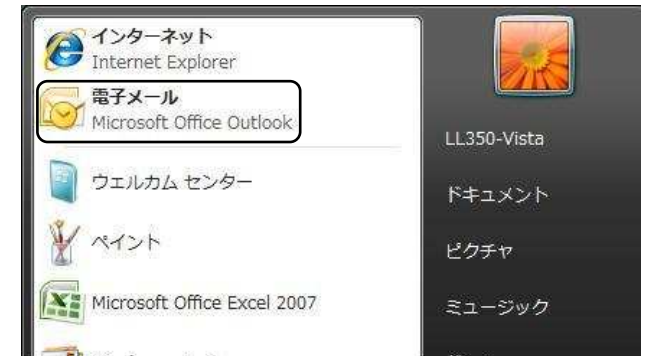 インターネット
Internet Explorer
電子メール
Microsoft Office Outlook
ウェルカム センター
ペイント
Microsoft Office Excel 2007
LL350-Vista
ドキュメント
ピクチャ
ミュージック